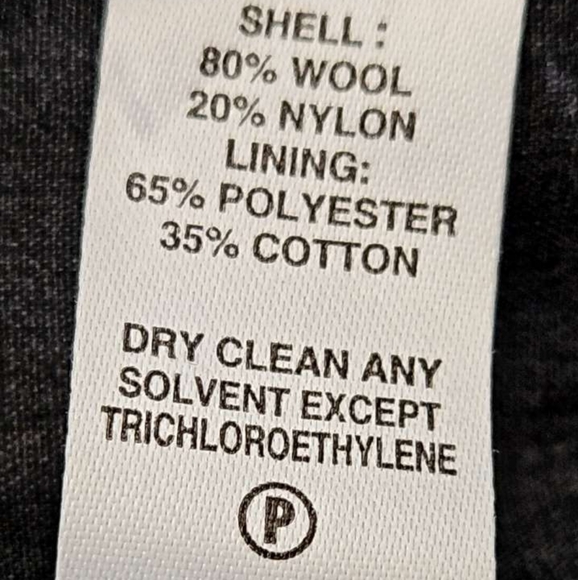 SHELL :
80% WOOL
20% NYLON
LINING:
65% POLYESTER
35% COTTON
DRY CLEAN ANY
SOLVENT EXCEPT
TRICHLOROETHYLENE
P